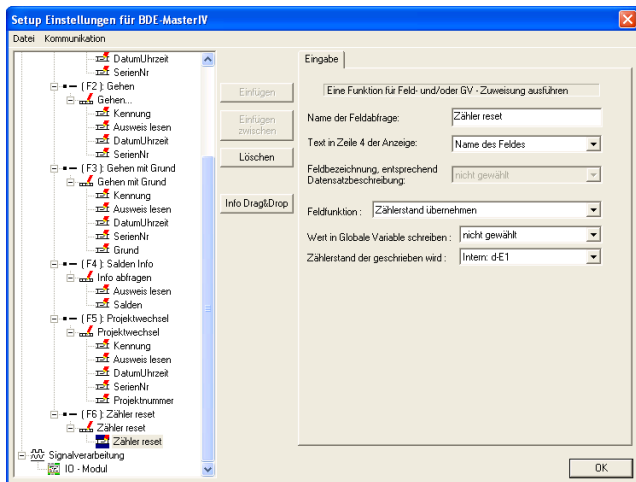 Setup Einstellungen für BDE-MasterIV
Datei Kommunikation
DatumUhrzeit
SerienNr
( F2 ): Gehen
Gehen...
Kennung
Ausweis lesen
DatumUhrzeit
SerienNr
( F3 ): Gehen mit Grund
Gehen mit Grund
Kennung
Ausweis lesen
DatumUhrzeit
SerienNr
Grund
( F4 ): Salden Info
Info abfragen
Ausweis lesen
Salden
( F5 ): Projektwechsel
Projektwechsel
Kennung
Ausweis lesen
DatumUhrzeit
SerienNr
Projektnummer
( F6 ): Zähler reset
Zähler reset
Zähler reset
Signalverarbeitung
IO - Modul
Einfügen
Einfügen
zwischen
Löschen
Info Drag&Drop
Eingabe
Eine Funktion für Feld- und/oder GV - Zuweisung ausführen
Name der Feldabfrage: Zähler reset
Text in Zeile 4 der Anzeige: Name des Feldes
Feldbezeichnung, entsprechend
Datensatzbeschreibung: nicht gewählt
Feldfunktion : Zählerstand übernehmen
Wert in Globale Variable schreiben : nicht gewählt
Zählerstand der geschrieben wird : Intern: d-E1
OK